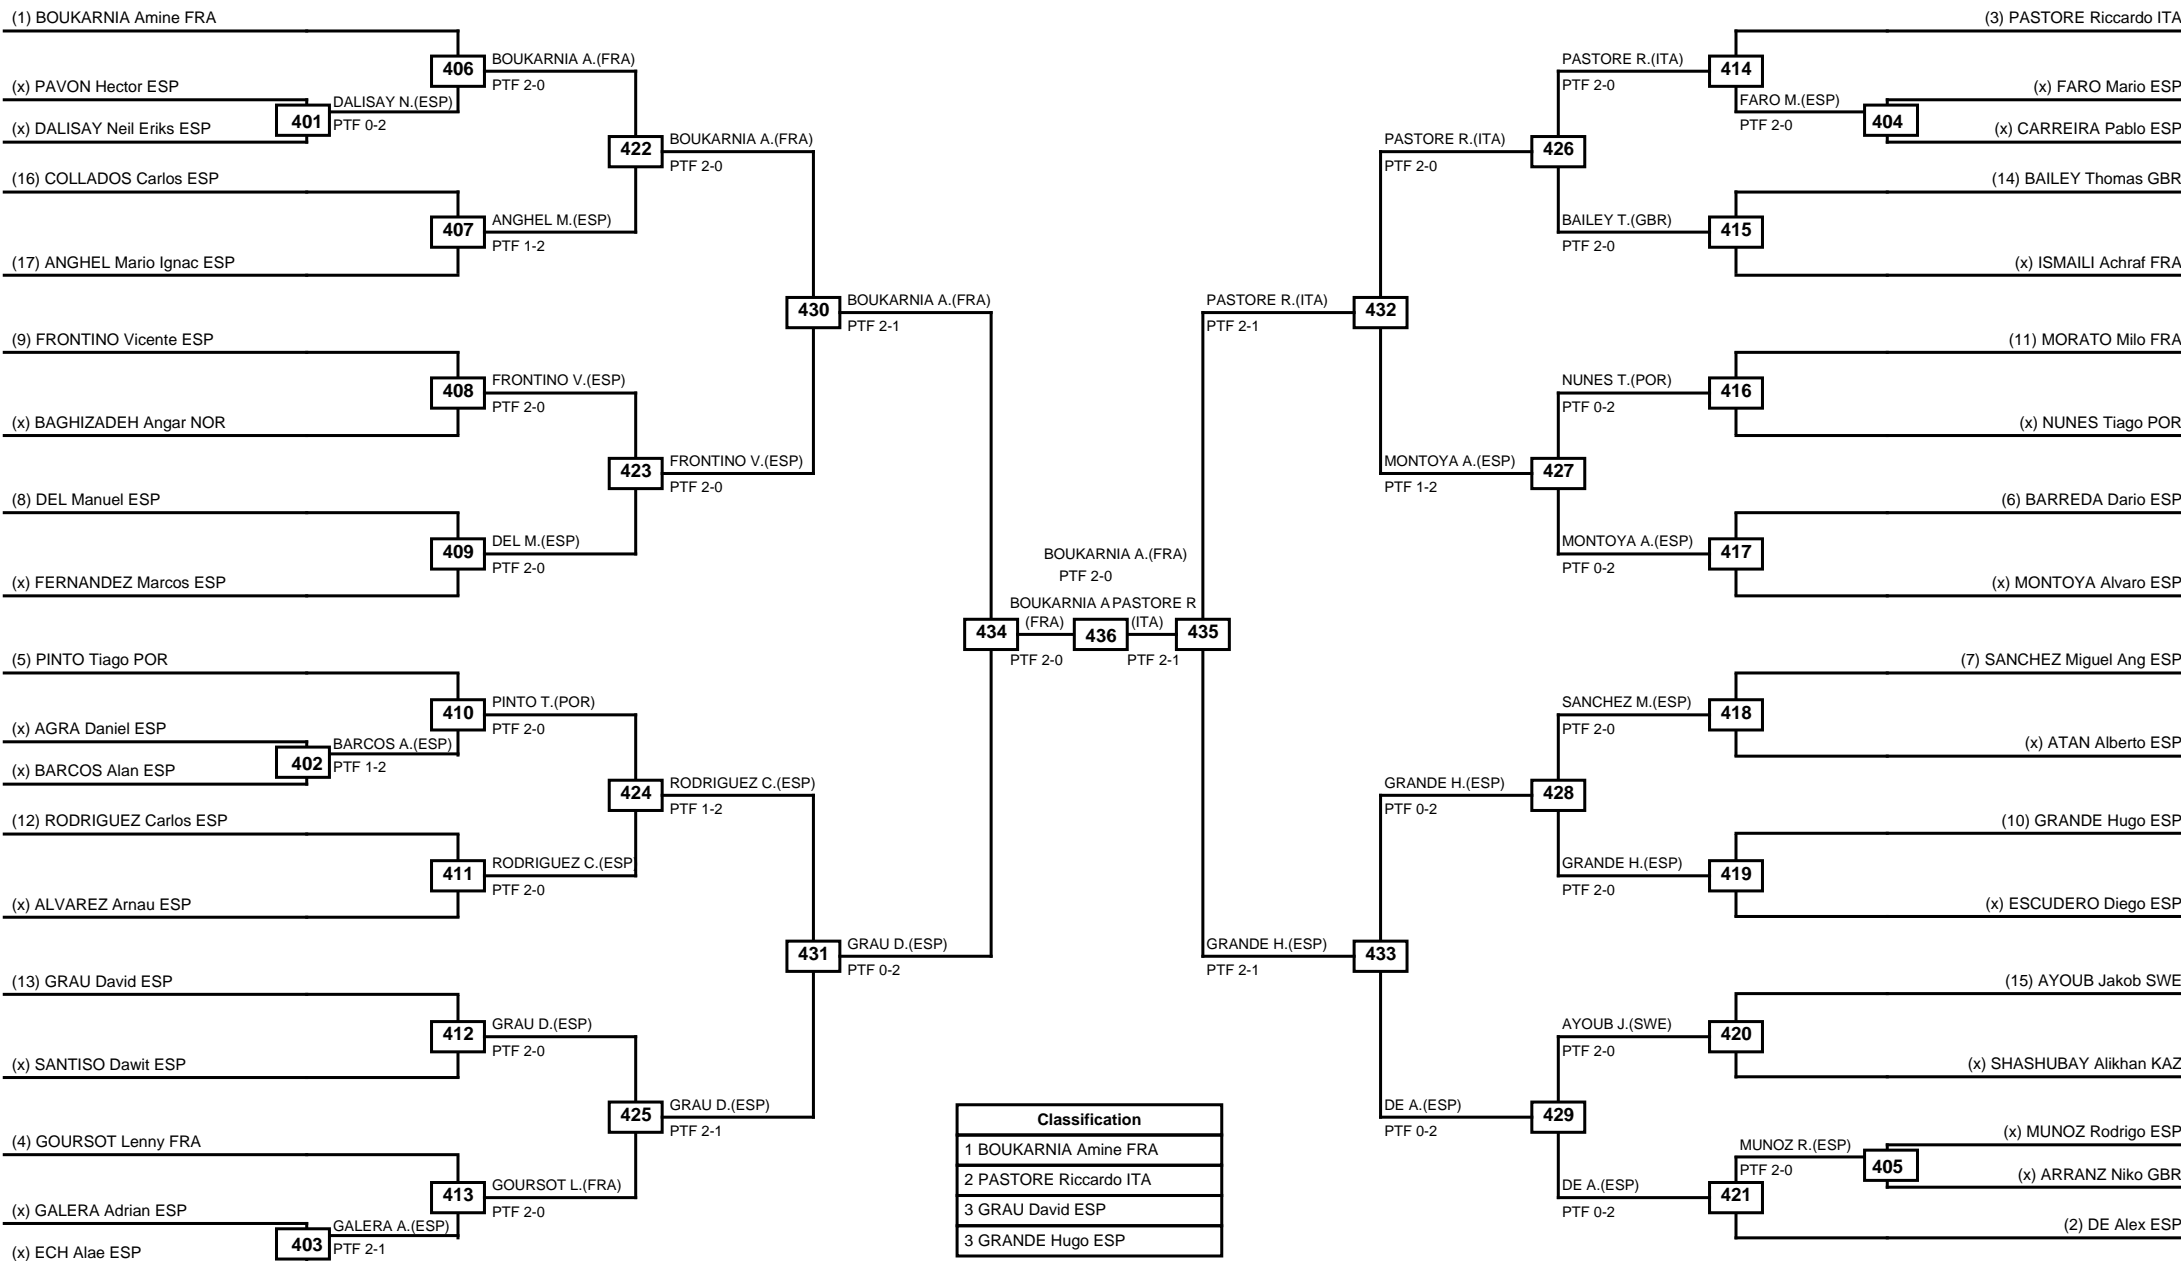 (1) BOUKARNIA Amine FRA
406
BOUKARNIA A.(FRA)
PTF 2-0
(x) PAVON Hector ESP
401
DALISAY N.(ESP)
PTF 0-2
(x) DALISAY Neil Eriks ESP
422
BOUKARNIA A.(FRA)
PTF 2-0
(16) COLLADOS Carlos ESP
407
ANGHEL M.(ESP)
PTF 1-2
(17) ANGHEL Mario Ignac ESP
430
BOUKARNIA A.(FRA)
PTF 2-1
(9) FRONTINO Vicente ESP
408
FRONTINO V.(ESP)
PTF 2-0
(x) BAGHIZADEH Angar NOR
423
FRONTINO V.(ESP)
PTF 2-0
(8) DEL Manuel ESP
409
DEL M.(ESP)
PTF 2-0
(x) FERNANDEZ Marcos ESP
BOUKARNIA A.(FRA)
PTF 2-0
BOUKARNIA A PASTORE R
434
(FRA)
436
(ITA)
435
PTF 2-0
PTF 2-1
(5) PINTO Tiago POR
410
PINTO T.(POR)
PTF 2-0
(x) AGRA Daniel ESP
402
BARCOS A.(ESP)
PTF 1-2
(x) BARCOS Alan ESP
424
RODRIGUEZ C.(ESP)
PTF 1-2
(12) RODRIGUEZ Carlos ESP
411
RODRIGUEZ C.(ESP
PTF 2-0
(x) ALVAREZ Arnau ESP
431
GRAU D.(ESP)
PTF 0-2
(13) GRAU David ESP
412
GRAU D.(ESP)
PTF 2-0
(x) SANTISO Dawit ESP
425
GRAU D.(ESP)
PTF 2-1
(4) GOURSOT Lenny FRA
413
GOURSOT L.(FRA)
PTF 2-0
(x) GALERA Adrian ESP
403
GALERA A.(ESP)
PTF 2-1
(x) ECH Alae ESP
(3) PASTORE Riccardo ITA
PASTORE R.(ITA)
414
PTF 2-0
(x) FARO Mario ESP
FARO M.(ESP)
404
PTF 2-0
(x) CARREIRA Pablo ESP
PASTORE R.(ITA)
426
PTF 2-0
(14) BAILEY Thomas GBR
BAILEY T.(GBR)
415
PTF 2-0
(x) ISMAILI Achraf FRA
PASTORE R.(ITA)
432
PTF 2-1
(11) MORATO Milo FRA
NUNES T.(POR)
416
PTF 0-2
(x) NUNES Tiago POR
MONTOYA A.(ESP)
427
PTF 1-2
(6) BARREDA Dario ESP
MONTOYA A.(ESP)
417
PTF 0-2
(x) MONTOYA Alvaro ESP
(7) SANCHEZ Miguel Ang ESP
SANCHEZ M.(ESP)
418
PTF 2-0
(x) ATAN Alberto ESP
GRANDE H.(ESP)
428
PTF 0-2
(10) GRANDE Hugo ESP
GRANDE H.(ESP)
419
PTF 2-0
(x) ESCUDERO Diego ESP
GRANDE H.(ESP)
433
PTF 2-1
(15) AYOUB Jakob SWE
AYOUB J.(SWE)
420
PTF 2-0
(x) SHASHUBAY Alikhan KAZ
DE A.(ESP)
429
PTF 0-2
(x) MUNOZ Rodrigo ESP
MUNOZ R.(ESP)
405
PTF 2-0
(x) ARRANZ Niko GBR
DE A.(ESP)
421
PTF 0-2
(2) DE Alex ESP
Classification
1 BOUKARNIA Amine FRA
2 PASTORE Riccardo ITA
3 GRAU David ESP
3 GRANDE Hugo ESP